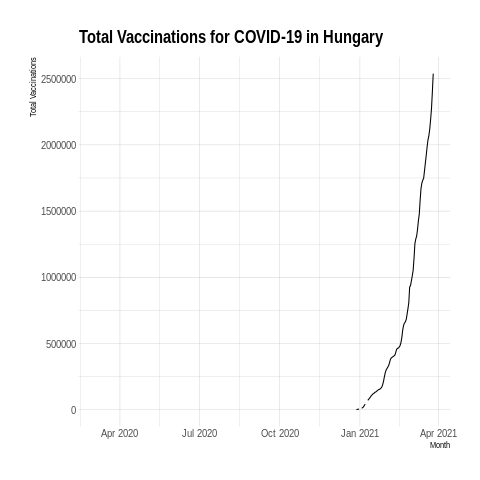 Total Vaccinations for COVID-19 in Hungary
Total Vaccinations
2500000
2000000
1500000
1000000
500000
0
Apr 2020 Jul 2020 Oct 2020 Jan 2021 Apr 2021
Month